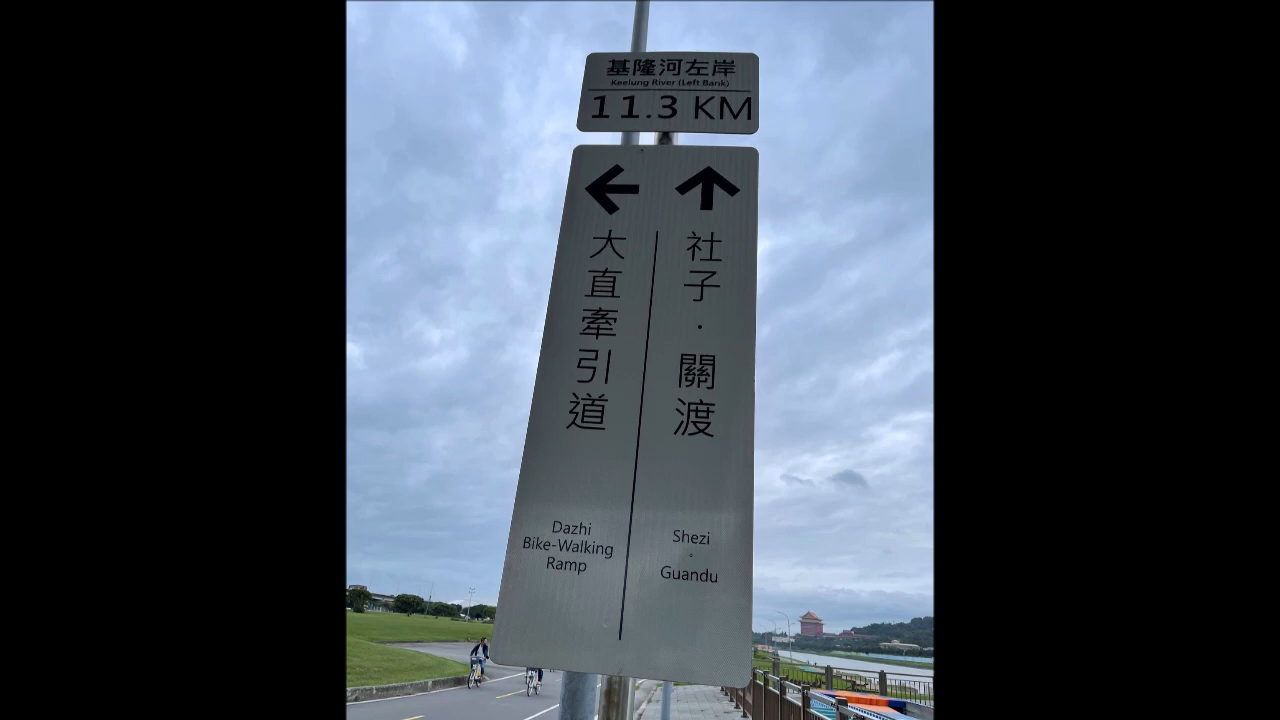 基隆河左岸
Keelung River (Left Bank)
11.3 KM
大直牽引道
Dazhi
Bike-Walking
Ramp
社子·關渡
Shezi
。
Guandu